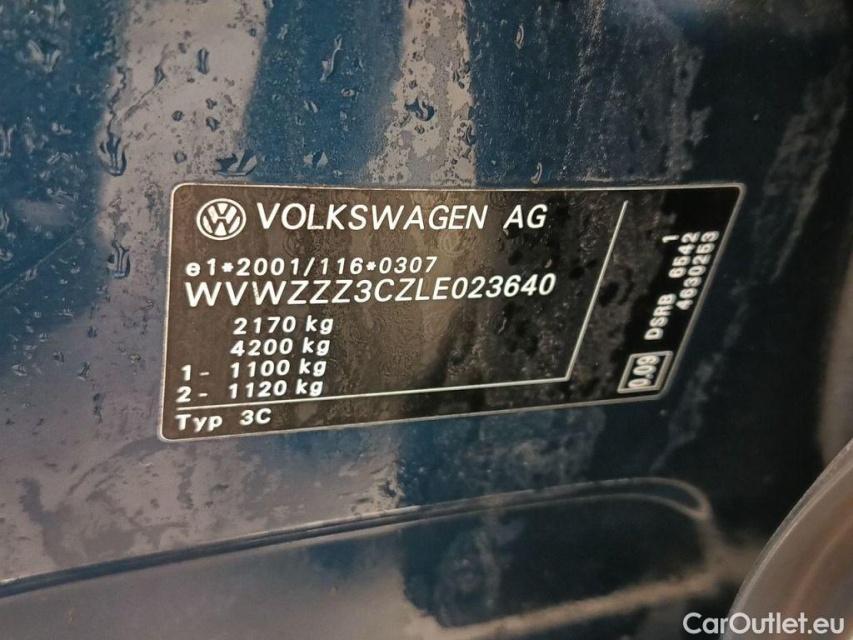 VOLKSWAGEN AG
e1*2001/116*0307
WVWZZZ3CZLE023640
2170 kg
4200 kg
1 - 1100 kg
2 - 1120 kg
Typ 3C
1
DSRB 6542
4630253
0.09
CarOutlet.eu